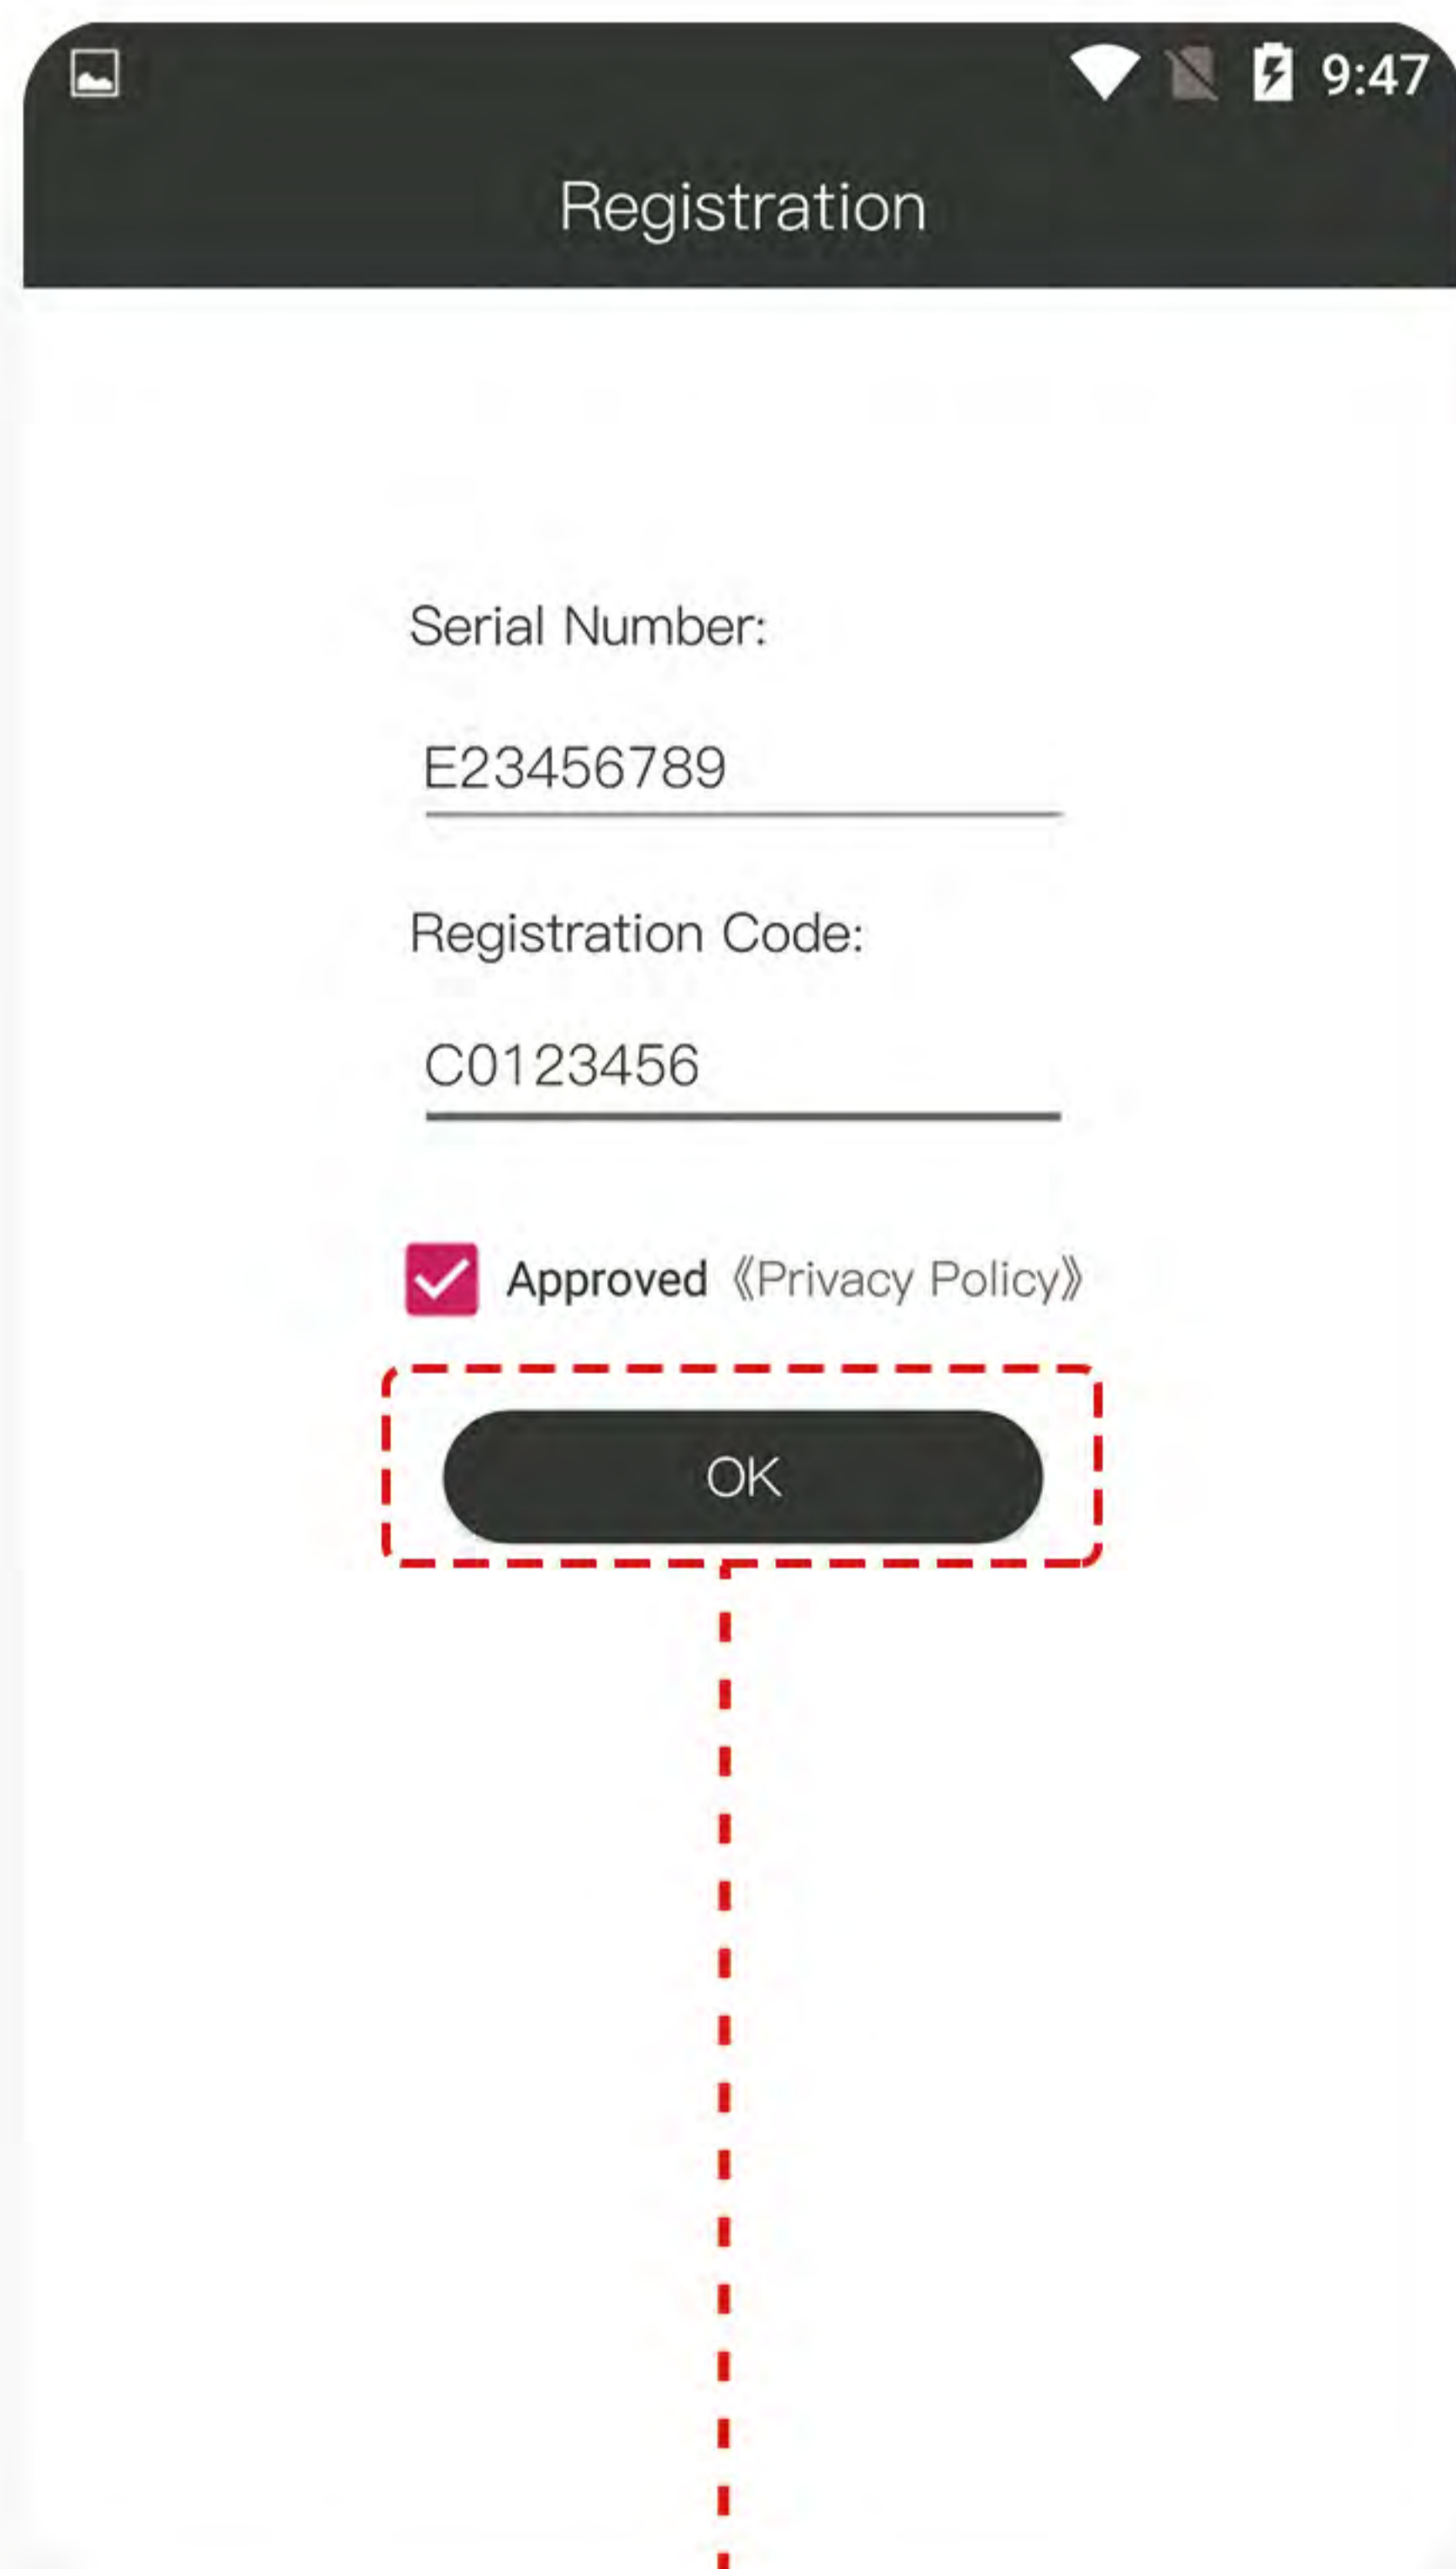 9:47
Registration
Serial Number:
E23456789
Registration Code:
C0123456
Approved 《Privacy Policy》
OK